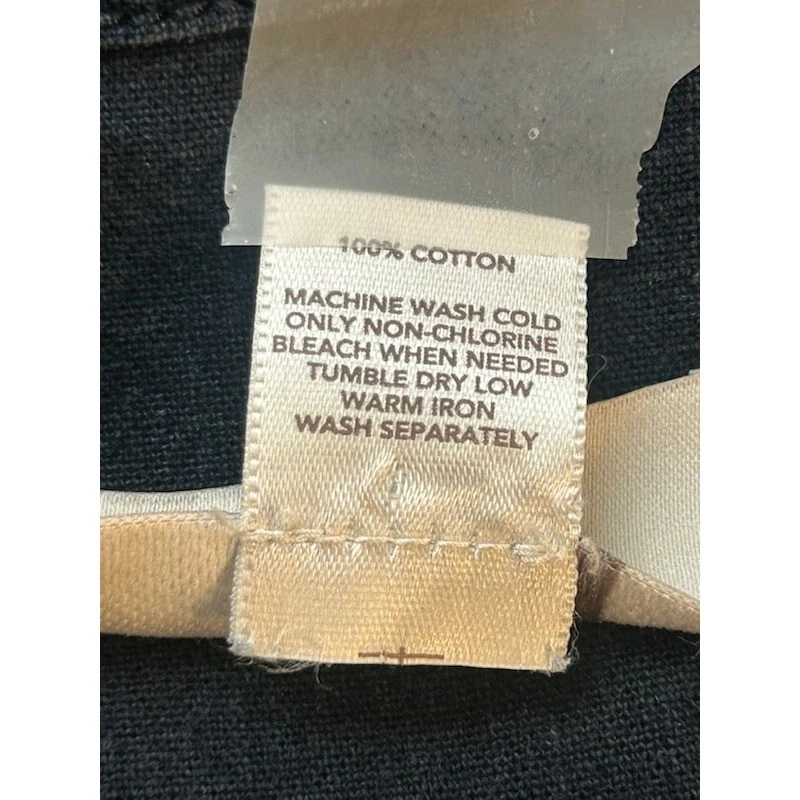 100% COTTON
MACHINE WASH COLD
ONLY NON-CHLORINE
BLEACH WHEN NEEDED
TUMBLE DRY LOW
WARM IRON
WASH SEPARATELY